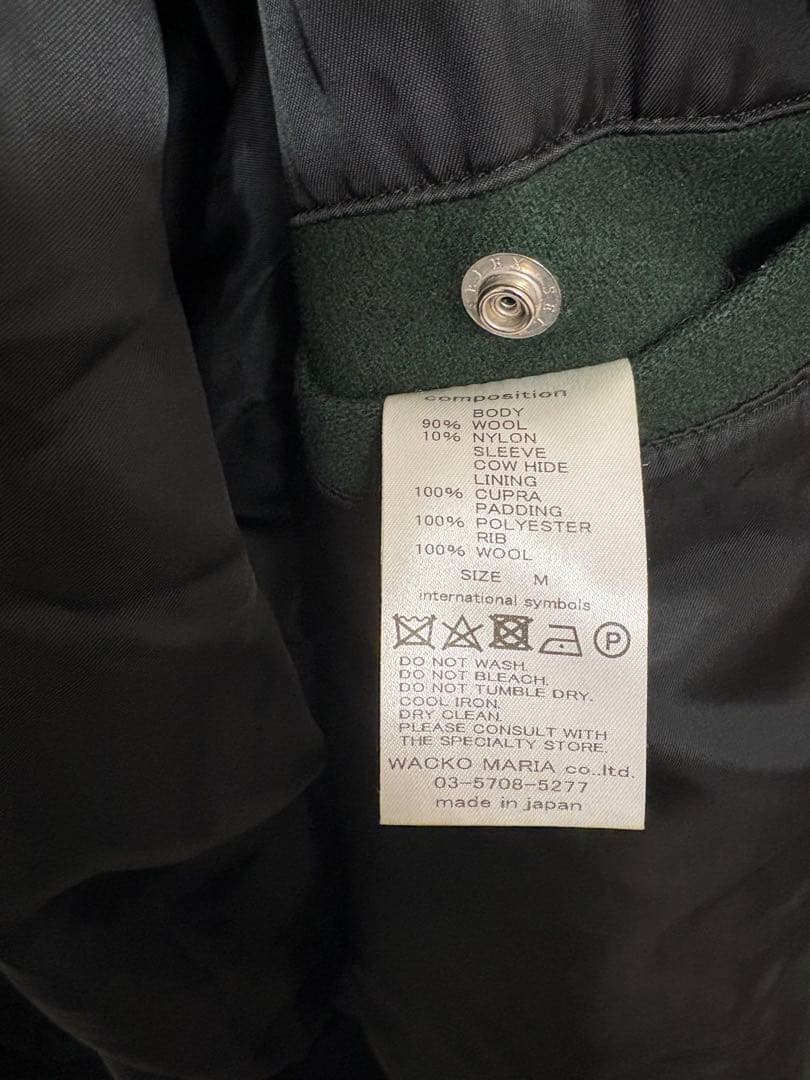 composition
BODY
90% WOOL
10% NYLON
SLEEVE
COW HIDE
LINING
100% CUPRA
PADDING
100% POLYESTER
RIB
100% WOOL
SIZE M
international symbols
P
DO NOT WASH.
DO NOT BLEACH.
DO NOT TUMBLE DRY.
COOL IRON.
DRY CLEAN.
PLEASE CONSULT WITH
THE SPECIALTY STORE.
WACKO MARIA co.,ltd.
03-5708-5277
made in japan